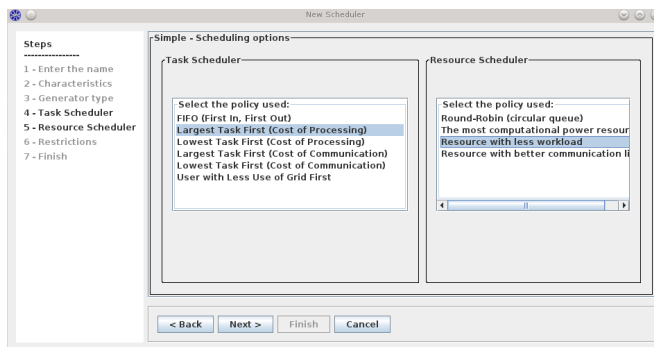 New Scheduler
Steps
----------------
1 - Enter the name
2 - Characteristics
3 - Generator type
4 - Task Scheduler
5 - Resource Scheduler
6 - Restrictions
7 - Finish
Simple - Scheduling options
Task Scheduler
Select the policy used:
FIFO (First In, First Out)
Largest Task First (Cost of Processing)
Lowest Task First (Cost of Processing)
Largest Task First (Cost of Communication)
Lowest Task First (Cost of Communication)
User with Less Use of Grid First
Resource Scheduler
Select the policy used:
Round-Robin (circular queue)
The most computational power resour
Resource with less workload
Resource with better communication li
< Back
Next >
Finish
Cancel